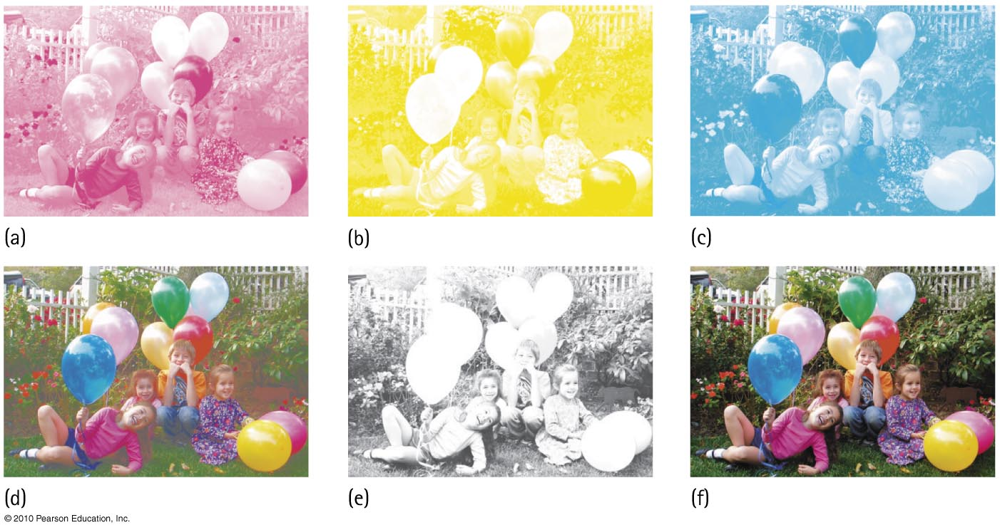 (a)
(b)
(c)
(d)
(e)
(f)
© 2010 Pearson Education, Inc.